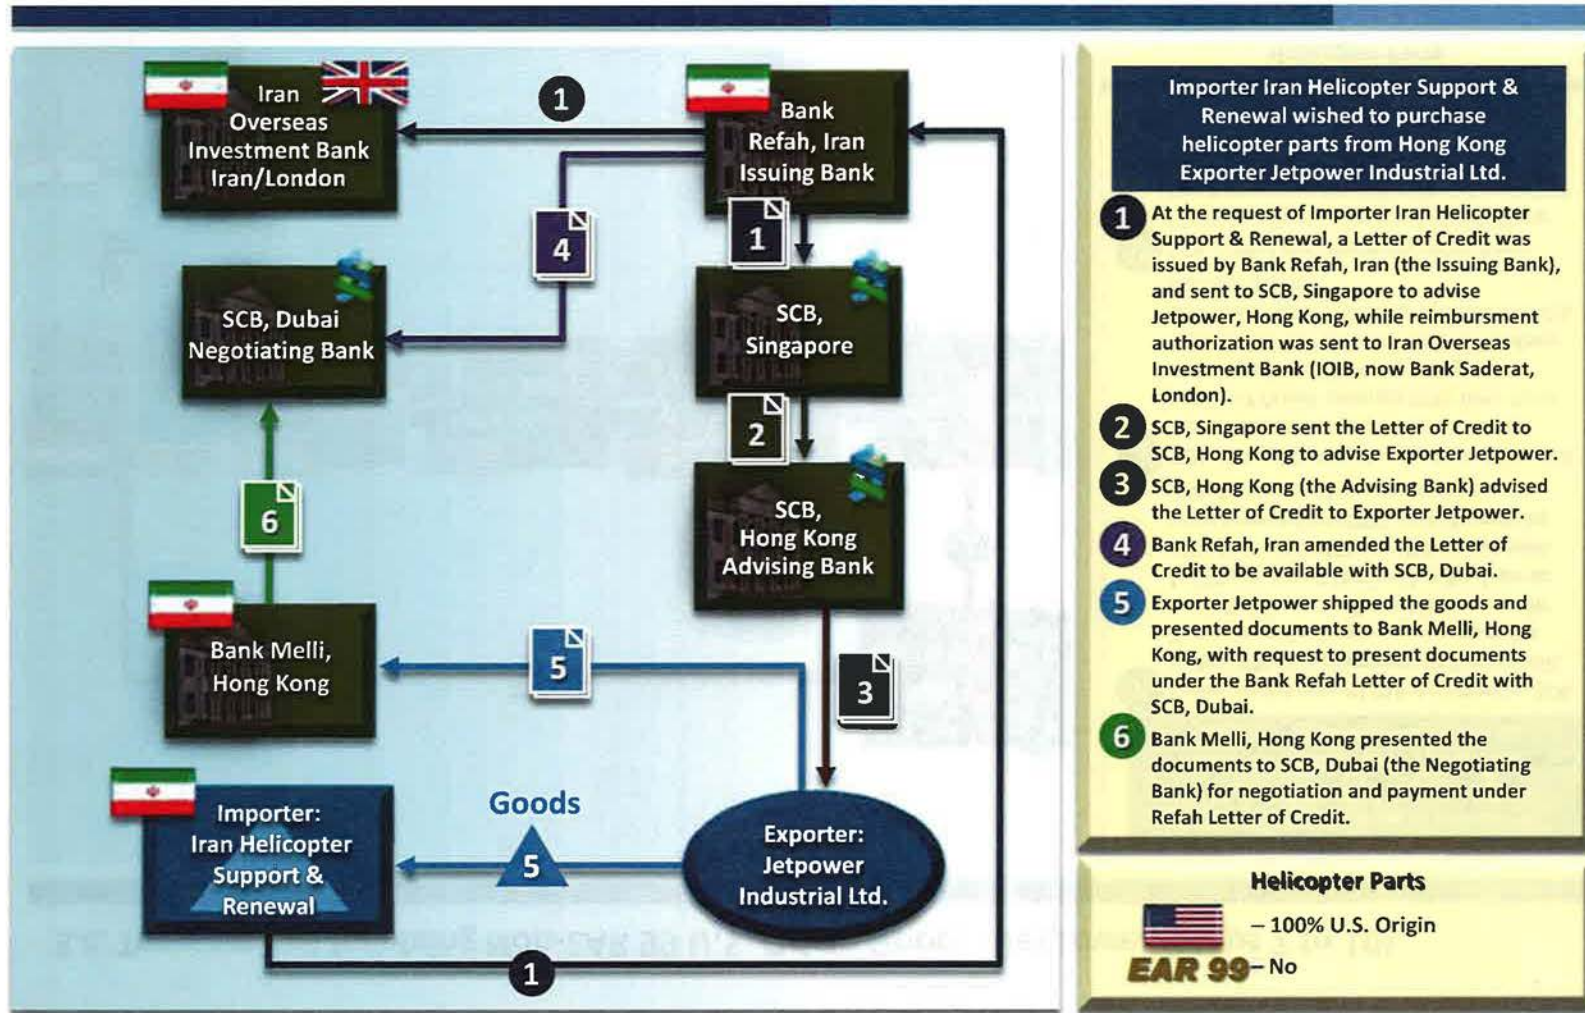 Iran
Overseas
Investment Bank
Iran/London
1
Bank
Refah, Iran
Issuing Bank
4
1
SCB, Dubai
Negotiating Bank
SCB,
Singapore
2
6
SCB,
Hong Kong
Advising Bank
Bank Melli,
Hong Kong
5
3
Importer:
Iran Helicopter
Support &
Renewal
Goods
5
Exporter:
Jetpower
Industrial Ltd.
1
Importer Iran Helicopter Support &
Renewal wished to purchase
helicopter parts from Hong Kong
Exporter Jetpower Industrial Ltd.
1 At the request of Importer Iran Helicopter
Support & Renewal, a Letter of Credit was
issued by Bank Refah, Iran (the Issuing Bank),
and sent to SCB, Singapore to advise
Jetpower, Hong Kong, while reimbursment
authorization was sent to Iran Overseas
Investment Bank (IOIB, now Bank Saderat,
London).
2 SCB, Singapore sent the Letter of Credit to
SCB, Hong Kong to advise Exporter Jetpower.
3 SCB, Hong Kong (the Advising Bank) advised
the Letter of Credit to Exporter Jetpower.
4 Bank Refah, Iran amended the Letter of
Credit to be available with SCB, Dubai.
5 Exporter Jetpower shipped the goods and
presented documents to Bank Melli, Hong
Kong, with request to present documents
under the Bank Refah Letter of Credit with
SCB, Dubai.
6 Bank Melli, Hong Kong presented the
documents to SCB, Dubai (the Negotiating
Bank) for negotiation and payment under
Refah Letter of Credit.
Helicopter Parts
– 100% U.S. Origin
EAR 99 – No